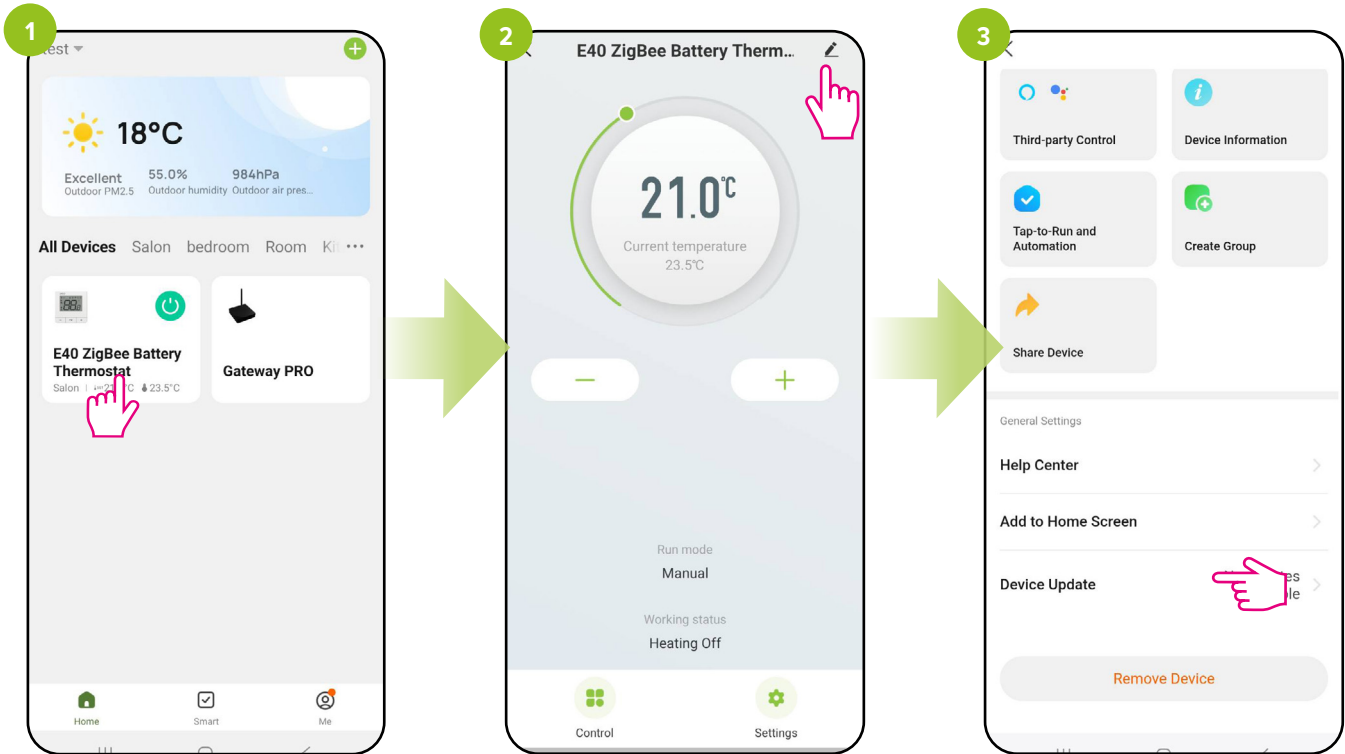 1
test
18°C
Excellent
Outdoor PM2.5
55.0%
Outdoor humidity
984hPa
Outdoor air pres...
All Devices Salon bedroom Room
E40 ZigBee Battery
Thermostat
Salon 23.5°C
Gateway PRO
Home
Smart
Me
2
E40 ZigBee Battery Therm...
21.0°C
Current temperature
23.5°C
−
+
Run mode
Manual
Working status
Heating Off
Control
Settings
3
Third-party Control
Device Information
Tap-to-Run and
Automation
Create Group
Share Device
General Settings
Help Center
Add to Home Screen
Device Update
Remove Device